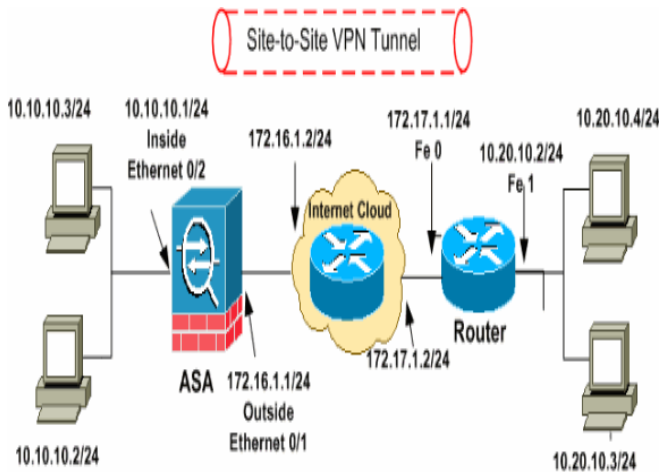 Site-to-Site VPN Tunnel
10.10.10.3/24
10.10.10.1/24
Inside
Ethernet 0/2
172.16.1.2/24
172.17.1.1/24
Fe 0
10.20.10.2/24
Fe 1
10.20.10.4/24
Internet Cloud
Router
ASA
172.16.1.1/24
Outside
Ethernet 0/1
172.17.1.2/24
10.10.10.2/24
10.20.10.3/24